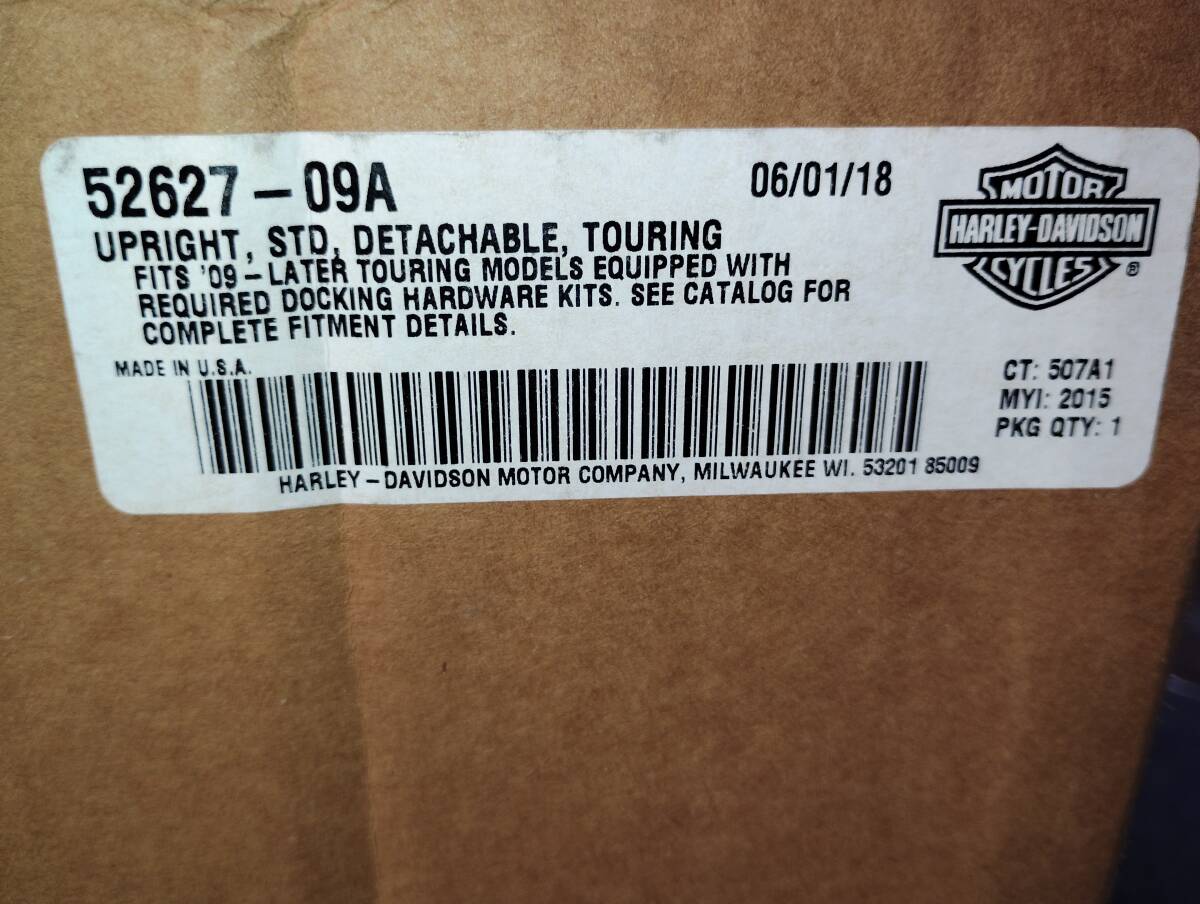 52627-09A
06/01/18
UPRIGHT, STD, DETACHABLE, TOURING
FITS '09-LATER TOURING MODELS EQUIPPED WITH
REQUIRED DOCKING HARDWARE KITS. SEE CATALOG FOR
COMPLETE FITMENT DETAILS.
MOTOR
HARLEY-DAVIDSON
CYCLES
®
MADE IN U.S.A.
CT: 507A1
MYI: 2015
PKG QTY: 1
HARLEY-DAVIDSON MOTOR COMPANY, MILWAUKEE WI. 53201 85009